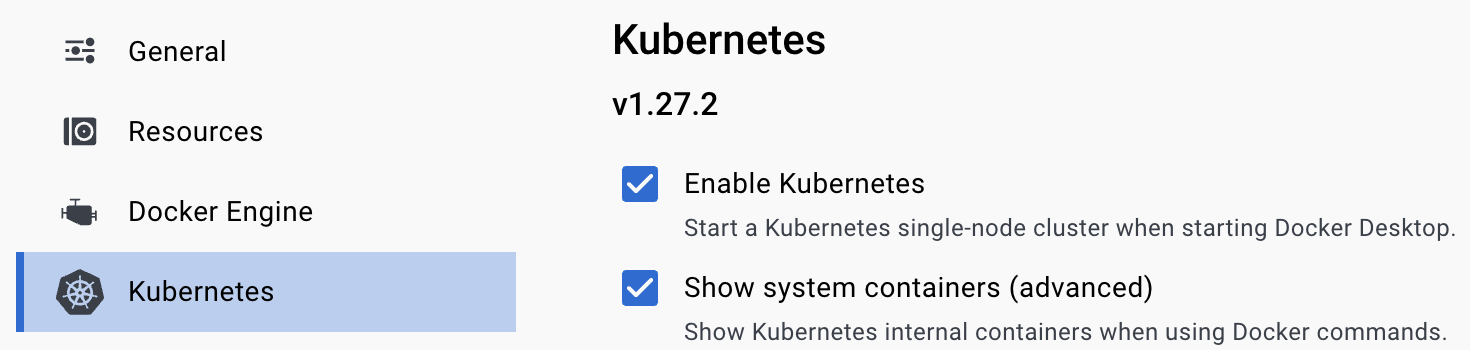 General
Resources
Docker Engine
Kubernetes
Kubernetes
v1.27.2
Enable Kubernetes
Start a Kubernetes single-node cluster when starting Docker Desktop.
Show system containers (advanced)
Show Kubernetes internal containers when using Docker commands.